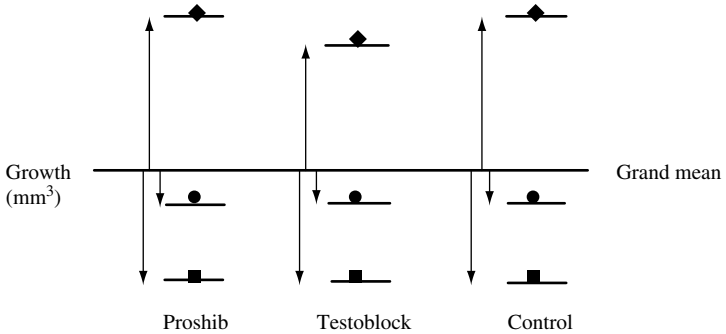 Growth
(mm³)
Grand mean
Proshib
Testoblock
Control